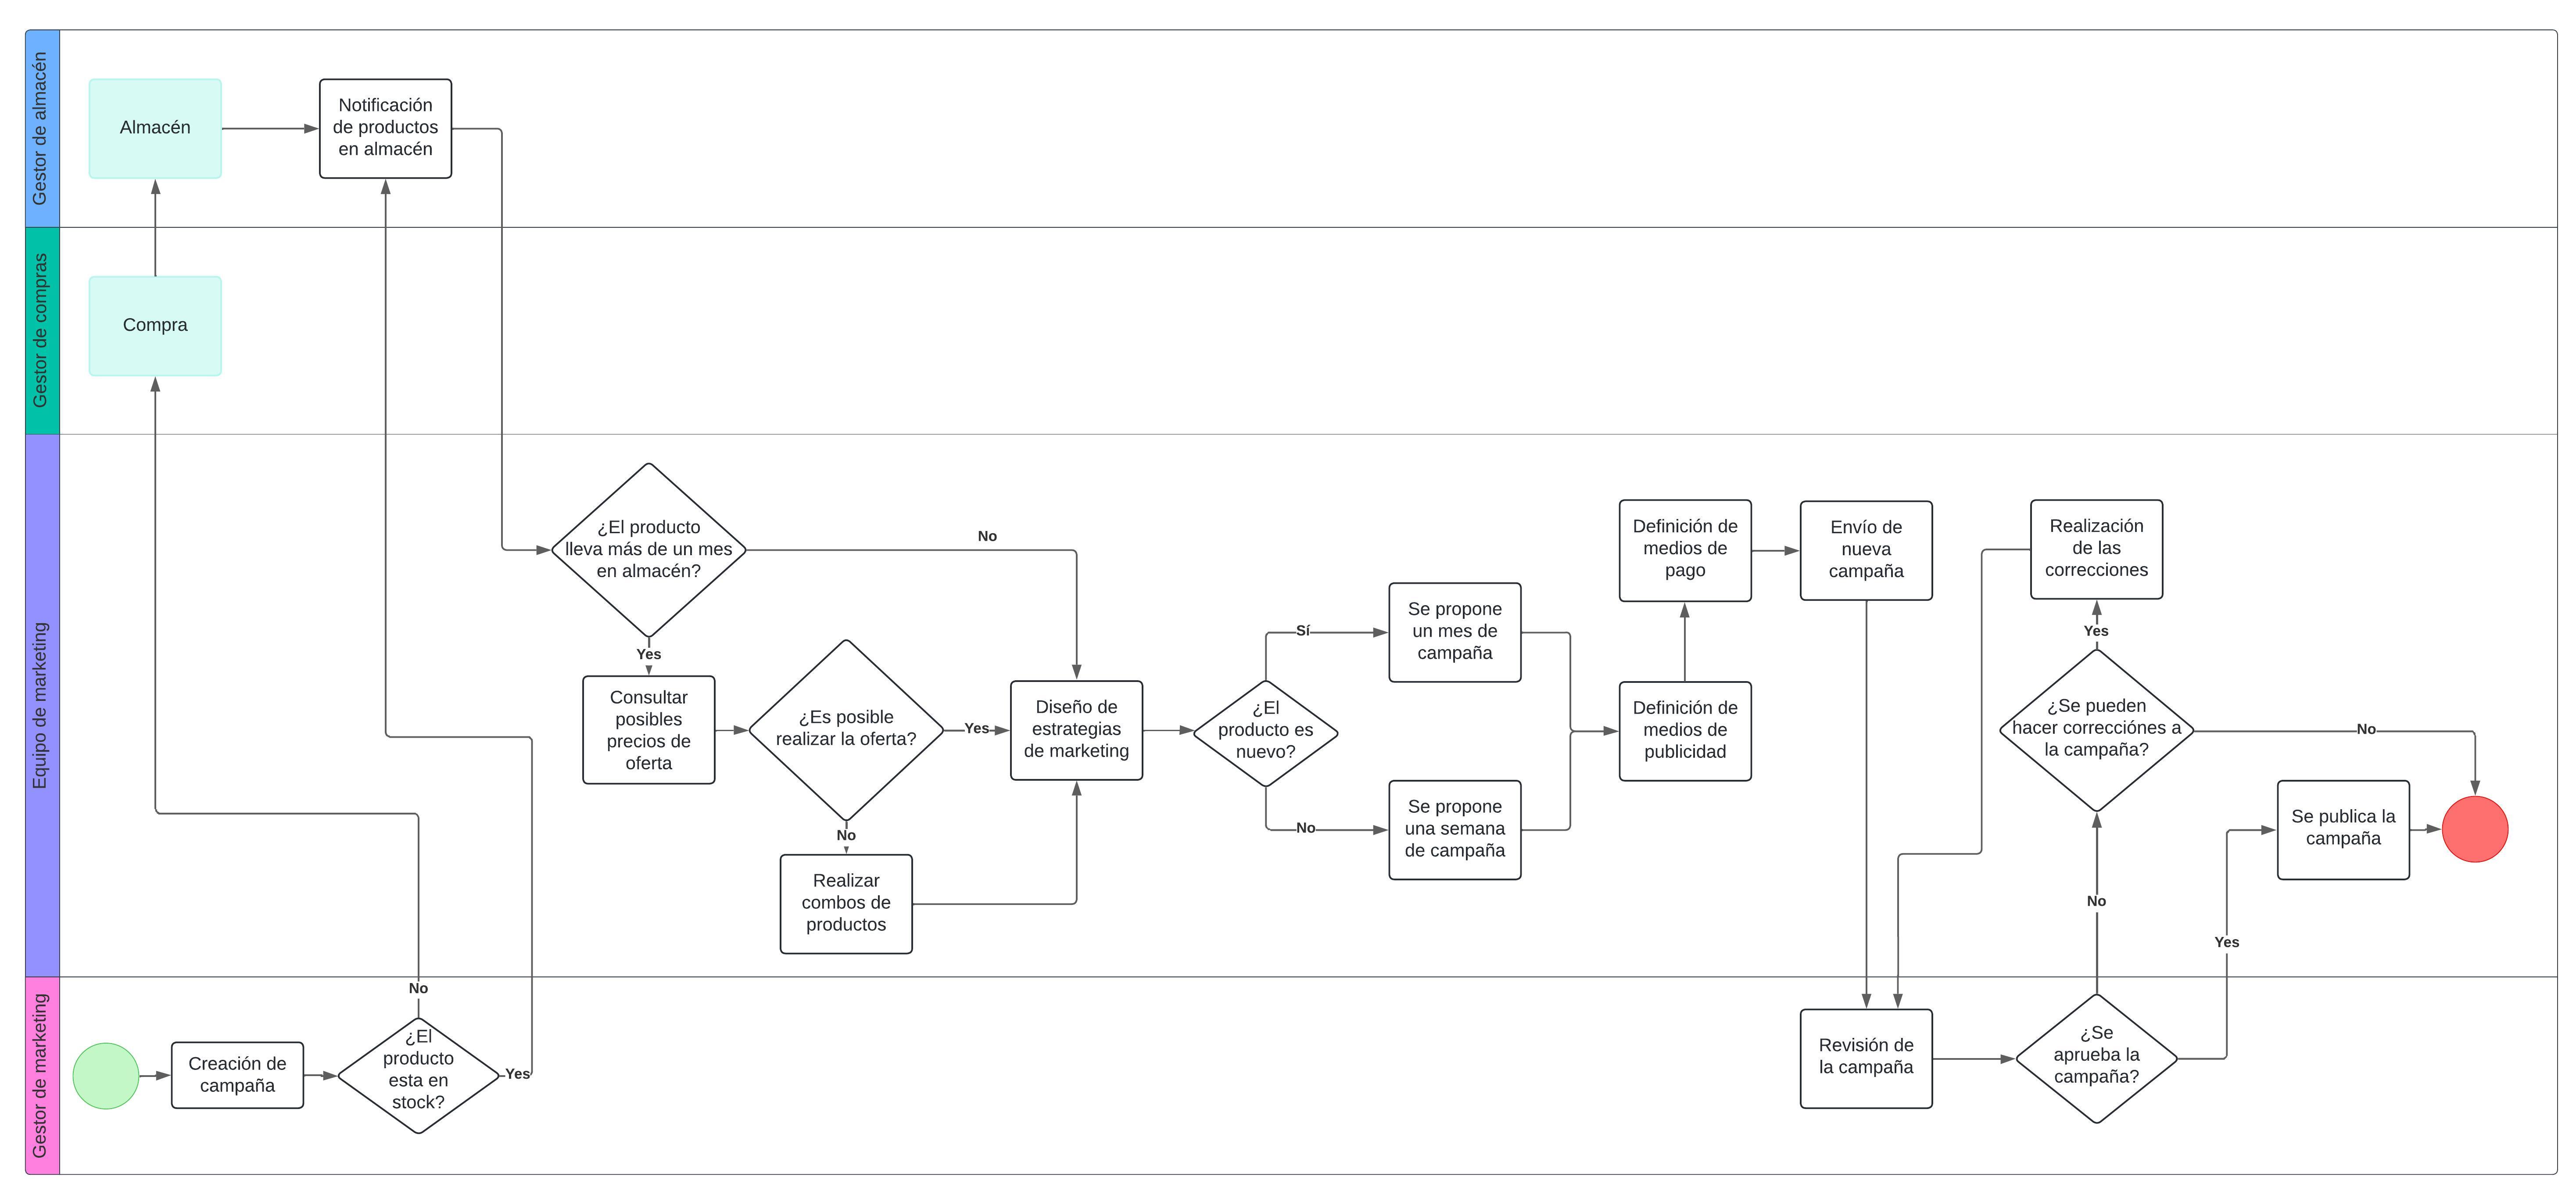 Gestor de almacén
Almacén
Notificación
de productos
en almacén
Gestor de compras
Compra
Equipo de marketing
¿El producto
lleva más de un mes
en almacén?
No
Yes
Consultar
posibles
precios de
oferta
¿Es posible
realizar la oferta?
Yes
No
Realizar
combos de
productos
Diseño de
estrategias
de marketing
¿El
producto es
nuevo?
Sí
No
Se propone
un mes de
campaña
Se propone
una semana
de campaña
Definición de
medios de
publicidad
Definición de
medios de
pago
Envío de
nueva
campaña
Realización
de las
correcciones
Yes
¿Se pueden
hacer correcciónes a
la campaña?
No
No
Yes
Se publica la
campaña
Gestor de marketing
Creación de
campaña
No
¿El
producto
esta en
stock?
Yes
Revisión de
la campaña
¿Se
aprueba la
campaña?